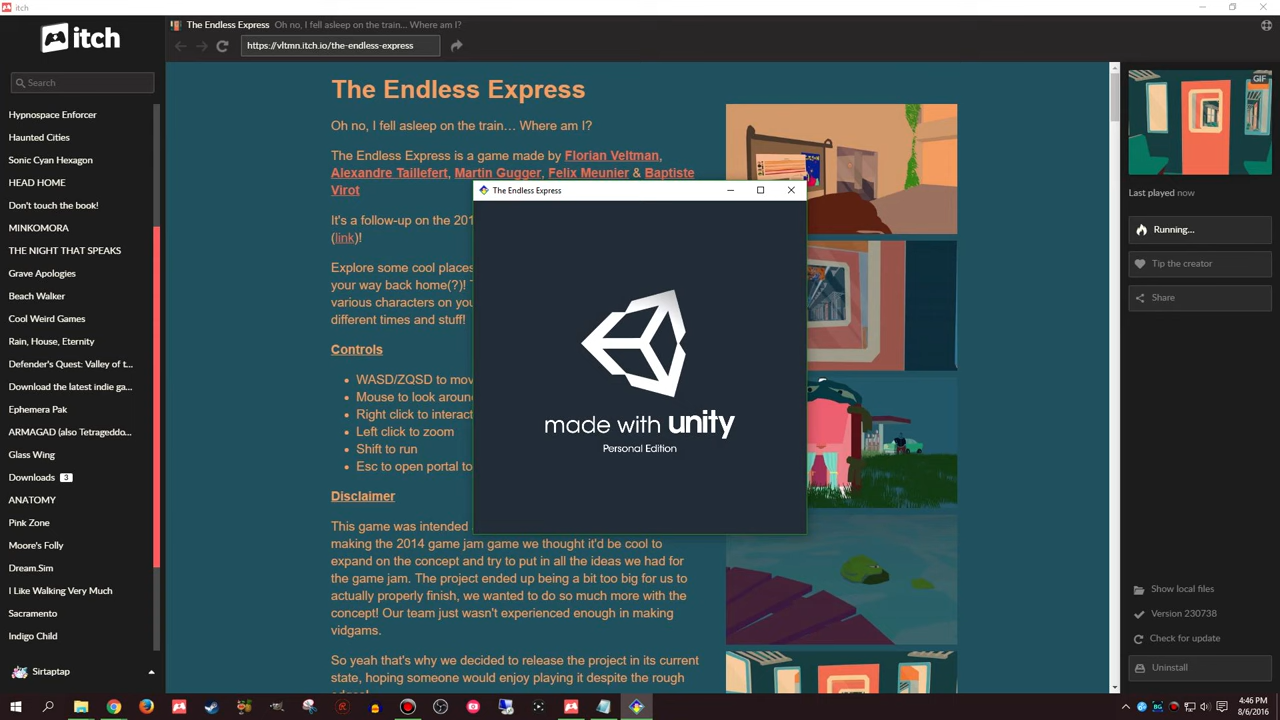 itch
The Endless Express Oh no, I fell asleep on the train... Where am I?
itch
https://vltmn.itch.io/the-endless-express
Search
Hypnospace Enforcer
Haunted Cities
Sonic Cyan Hexagon
HEAD HOME
Don't touch the book!
MINKOMORA
THE NIGHT THAT SPEAKS
Grave Apologies
Beach Walker
Cool Weird Games
Rain, House, Eternity
Defender's Quest: Valley of t...
Download the latest indie ga...
Ephemera Pak
ARMAGAD (also Tetrageddo...
Glass Wing
Downloads 3
ANATOMY
Pink Zone
Moore's Folly
Dream.Sim
I Like Walking Very Much
Sacramento
Indigo Child
Sirtaptap
The Endless Express
Oh no, I fell asleep on the train… Where am I?
The Endless Express is a game made by Florian Veltman,
Alexandre Taillefert, Martin Gugger, Felix Meunier & Baptiste
Virot
It's a follow-up on the 201
(link)!
Explore some cool places
your way back home(?)! T
various characters on you
different times and stuff!
Controls
WASD/ZQSD to mov
Mouse to look aroun
Right click to interac
Left click to zoom
Shift to run
Esc to open portal to
Disclaimer
This game was intended
making the 2014 game jam game we thought it'd be cool to
expand on the concept and try to put in all the ideas we had for
the game jam. The project ended up being a bit too big for us to
actually properly finish, we wanted to do so much more with the
concept! Our team just wasn't experienced enough in making
vidgams.
So yeah that's why we decided to release the project in its current
state, hoping someone would enjoy playing it despite the rough
The Endless Express
made with unity
Personal Edition
GIF
Last played now
Running...
Tip the creator
Share
Show local files
Version 230738
Check for update
Uninstall
4:46 PM
8/6/2016